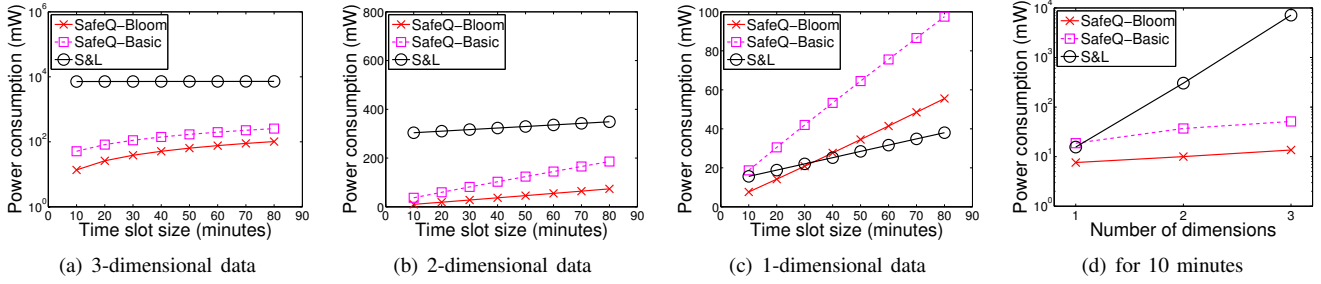 10^6
10^4
10^2
10^0
0 10 20 30 40 50 60 70 80 90
Power consumption (mW)
Time slot size (minutes)
SafeQ−Bloom
SafeQ−Basic
S&L
(a) 3-dimensional data
800
600
400
200
0
0 10 20 30 40 50 60 70 80 90
Power consumption (mW)
Time slot size (minutes)
SafeQ−Bloom
SafeQ−Basic
S&L
(b) 2-dimensional data
100
80
60
40
20
0
0 10 20 30 40 50 60 70 80 90
Power consumption (mW)
Time slot size (minutes)
SafeQ−Bloom
SafeQ−Basic
S&L
(c) 1-dimensional data
10^4
10^3
10^2
10^1
10^0
1 2 3
Power consumption (mW)
Number of dimensions
SafeQ−Bloom
SafeQ−Basic
S&L
(d) for 10 minutes